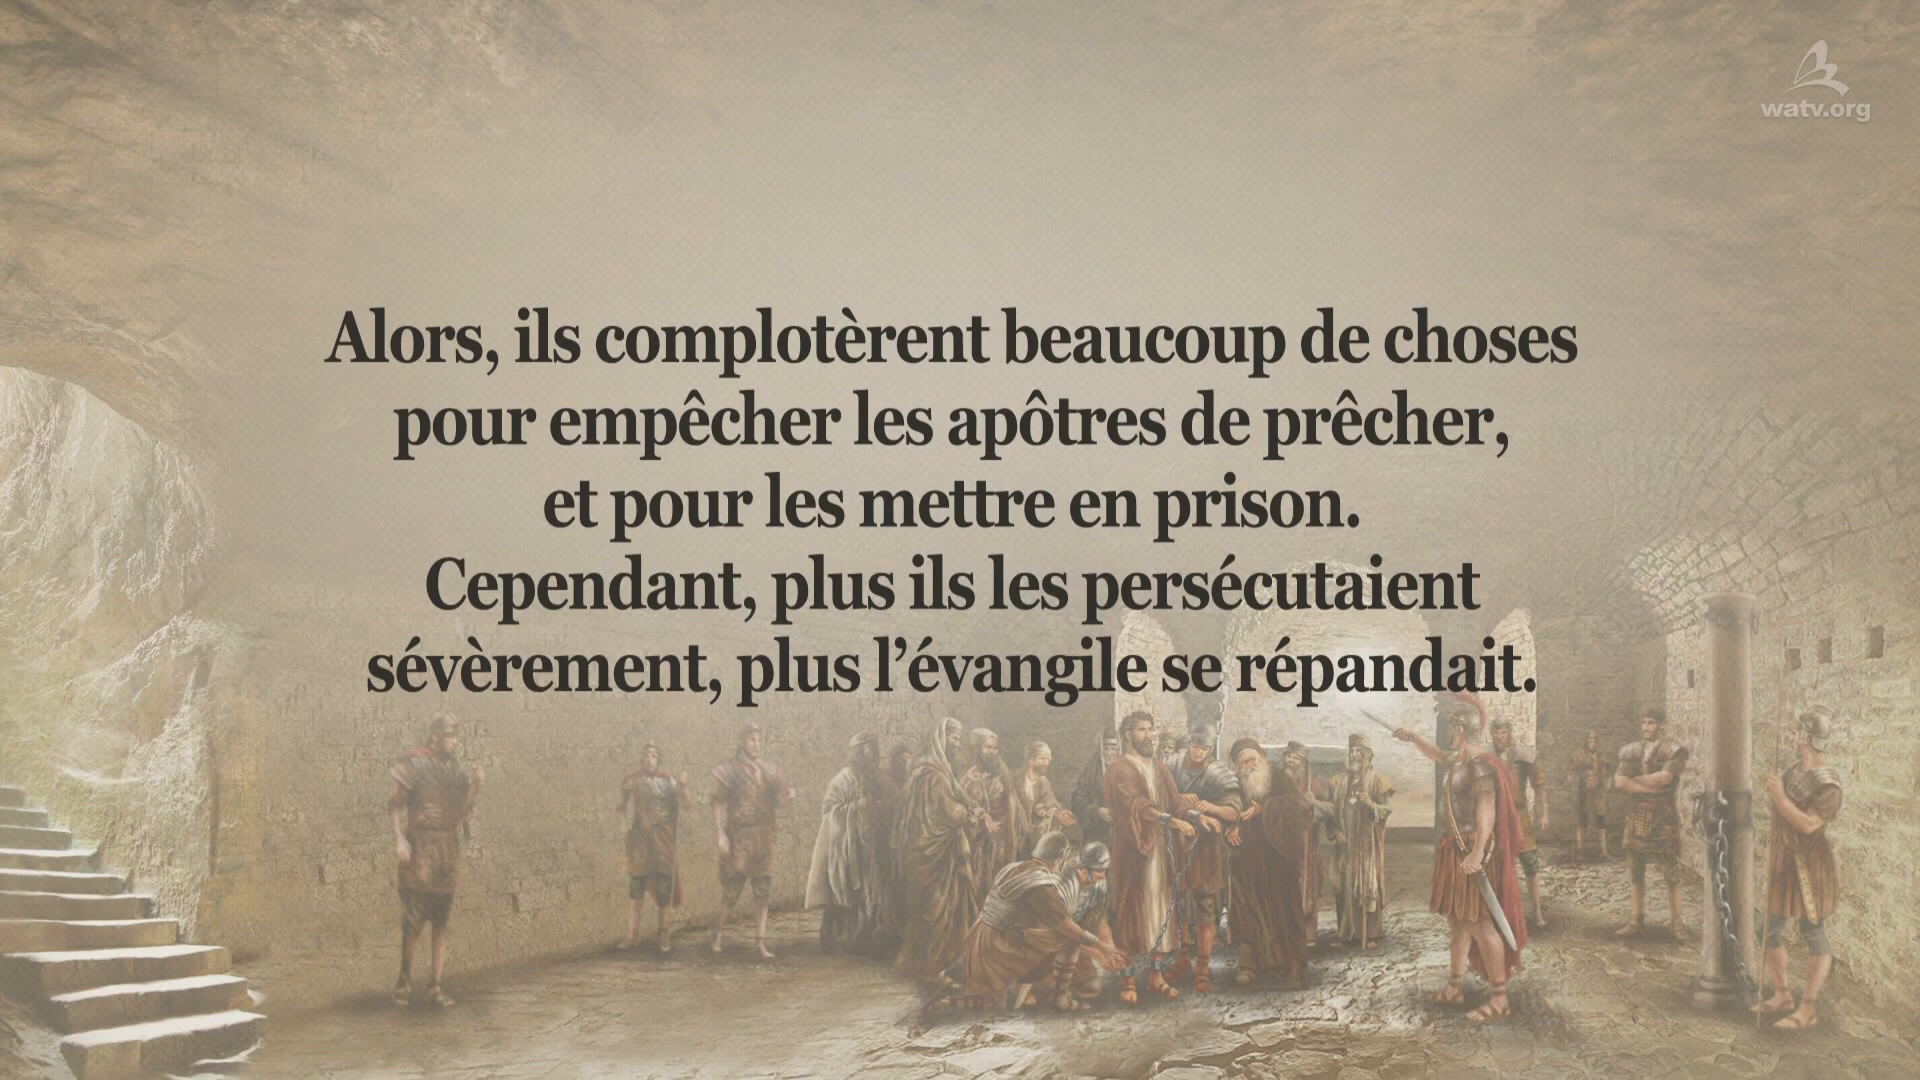 watv.org
Alors, ils complotèrent beaucoup de choses
pour empêcher les apôtres de prêcher,
et pour les mettre en prison.
Cependant, plus ils les persécutaient
sévèrement, plus l’évangile se répandait.